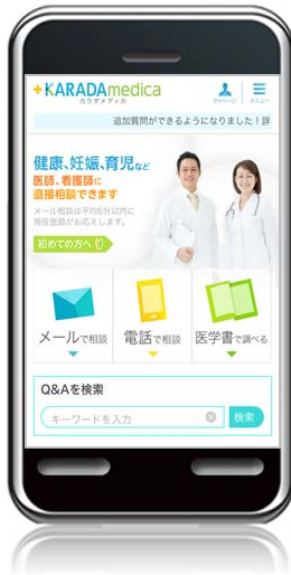 +KARADAmedica
カラダメディカ
マイページ
メニュー
追加質問ができるようになりました！詳
健康、妊娠、育児など
医師、看護師に
直接相談できます
メール相談は平均6分以内に
現役医師がお応えします。
初めての方へ
メールで相談
電話で相談
医学書で調べる
Q&Aを検索
キーワードを入力
検索